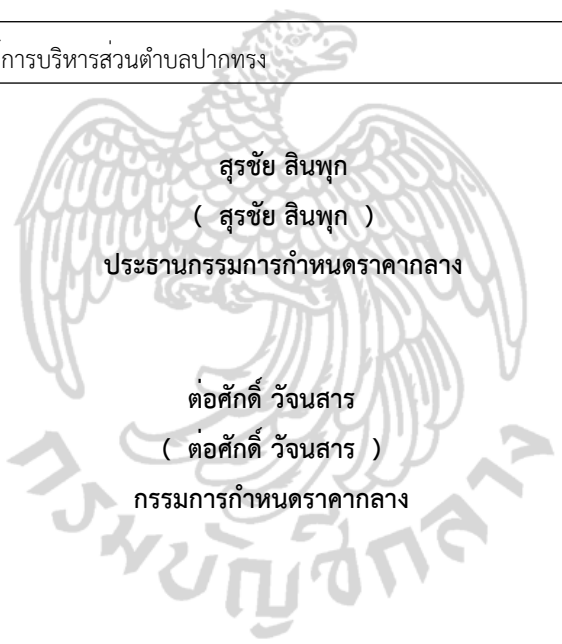 ์การบริหารส่วนตำบลปากทรง
สุรชัย สินพุก
( สุรชัย สินพุก )
ประธานกรรมการกำหนดราคากลาง
ต่อศักดิ์ วัจนสาร
( ต่อศักดิ์ วัจนสาร )
กรรมการกำหนดราคากลาง
กรมบัญชีกลาง